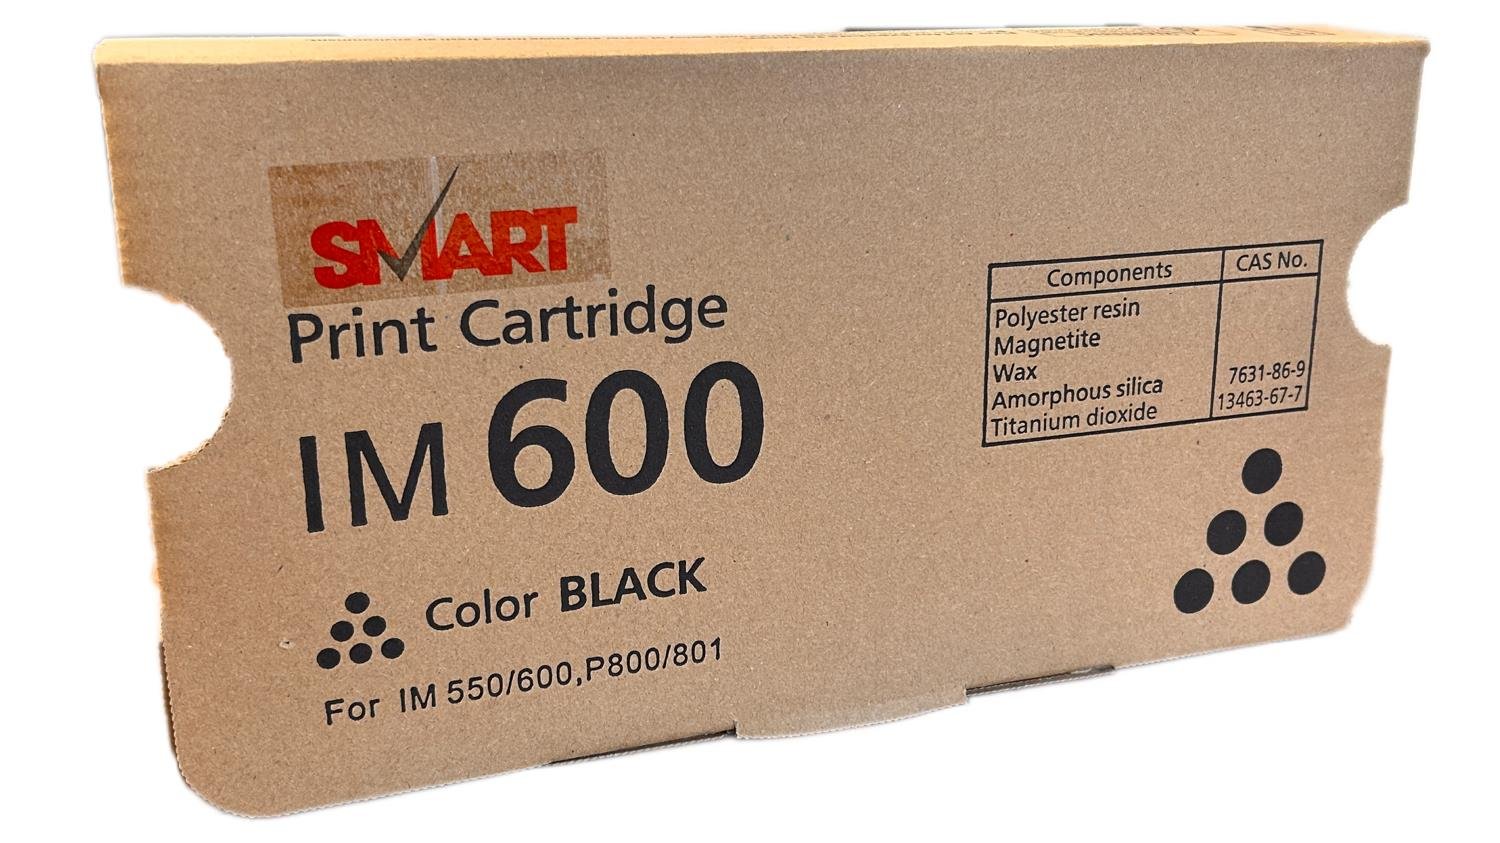 SMART
Print Cartridge
IM 600
Color BLACK
For IM 550/600,P800/801
Components CAS No.
Polyester resin
Magnetite
Wax
Amorphous silica 7631-86-9
Titanium dioxide 13463-67-7